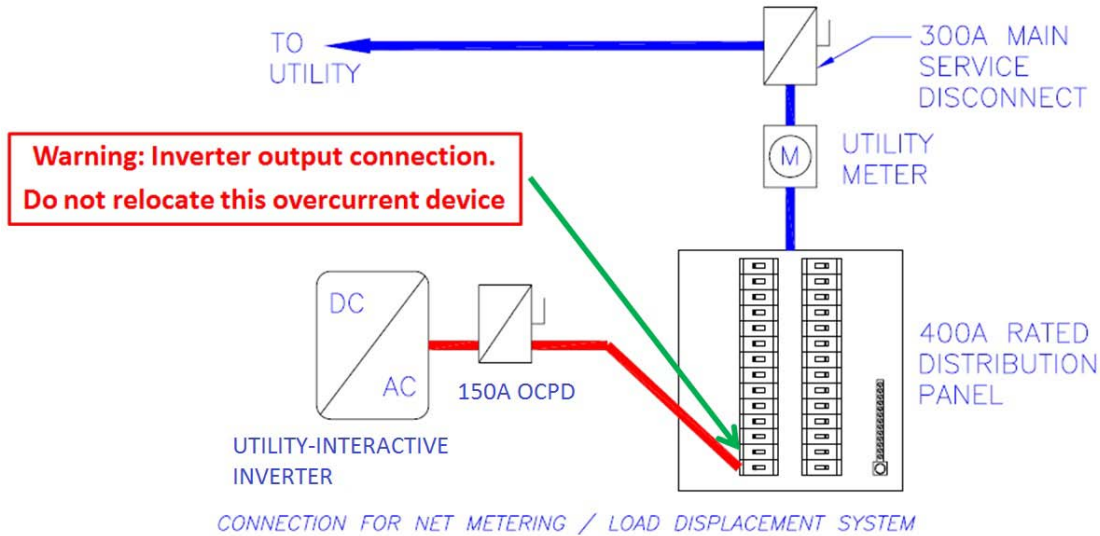 TO
UTILITY
300A MAIN
SERVICE
DISCONNECT
Warning: Inverter output connection.
Do not relocate this overcurrent device
M
UTILITY
METER
DC
AC
150A OCPD
400A RATED
DISTRIBUTION
PANEL
UTILITY-INTERACTIVE
INVERTER
CONNECTION FOR NET METERING / LOAD DISPLACEMENT SYSTEM